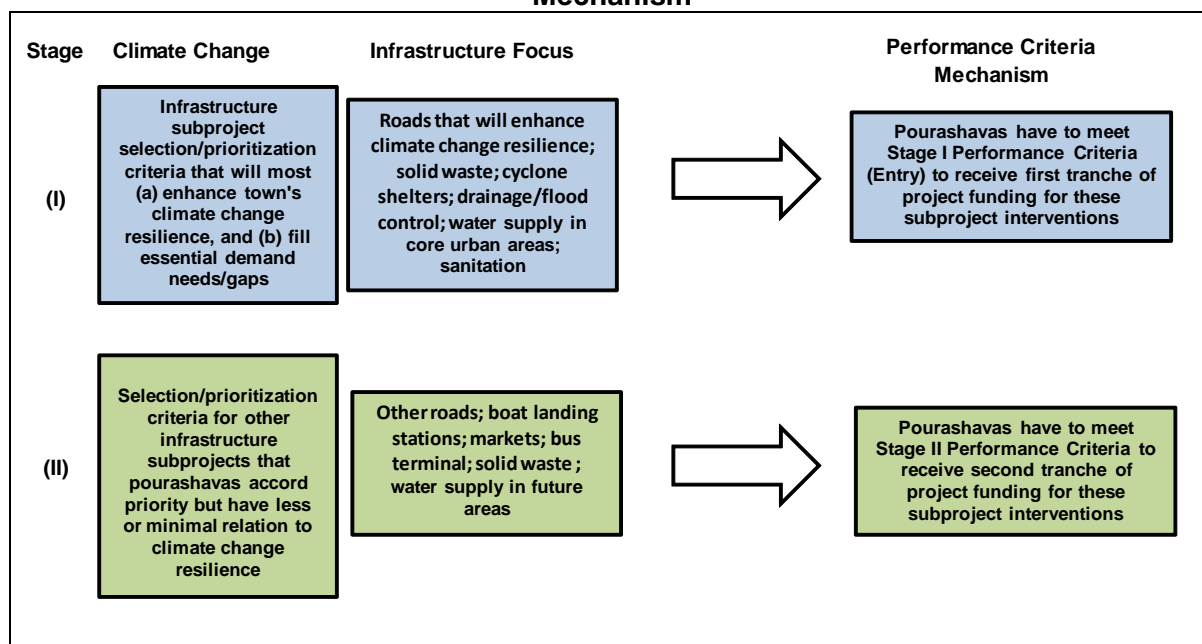 Mechanism
Stage
Climate Change
Infrastructure Focus
Performance Criteria
Mechanism
(I)
Infrastructure
subproject
selection/prioritization
criteria that will most
(a) enhance town's
climate change
resilience, and (b) fill
essential demand
needs/gaps
Roads that will enhance
climate change resilience;
solid waste; cyclone
shelters; drainage/flood
control; water supply in
core urban areas;
sanitation
Pourashavas have to meet
Stage I Performance Criteria
(Entry) to receive first tranche of
project funding for these
subproject interventions
(II)
Selection/prioritization
criteria for other
infrastructure
subprojects that
pourashavas accord
priority but have less
or minimal relation to
climate change
resilience
Other roads; boat landing
stations; markets; bus
terminal; solid waste ;
water supply in future
areas
Pourashavas have to meet
Stage II Performance Criteria to
receive second tranche of
project funding for these
subproject interventions